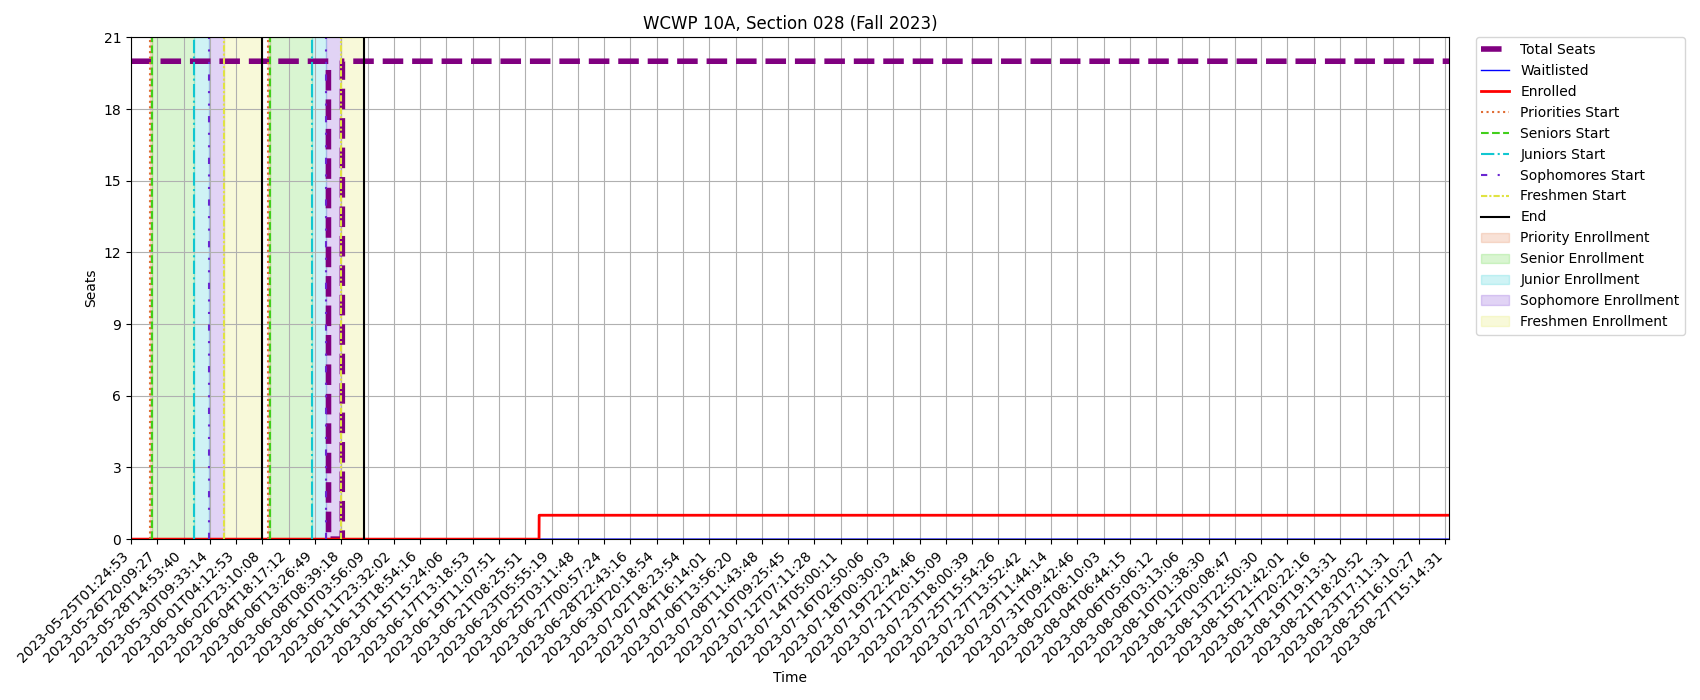 WCWP 10A, Section 028 (Fall 2023)
Seats
21
18
15
12
9
6
3
0
2023-05-25T01:24:53
2023-05-26T20:09:27
2023-05-28T14:53:40
2023-05-30T09:33:14
2023-06-01T04:12:53
2023-06-02T23:10:08
2023-06-04T18:17:12
2023-06-06T13:26:49
2023-06-08T08:39:18
2023-06-10T03:56:09
2023-06-11T23:32:02
2023-06-13T18:54:16
2023-06-15T15:24:06
2023-06-17T13:18:53
2023-06-19T11:07:51
2023-06-21T08:25:51
2023-06-23T05:55:19
2023-06-25T03:11:48
2023-06-27T00:57:24
2023-06-28T22:43:16
2023-06-30T20:18:54
2023-07-02T18:23:54
2023-07-04T16:14:01
2023-07-06T13:56:20
2023-07-08T11:43:48
2023-07-10T09:25:45
2023-07-12T07:11:28
2023-07-14T05:00:11
2023-07-16T02:50:06
2023-07-18T00:30:03
2023-07-19T22:24:46
2023-07-21T20:15:09
2023-07-23T18:00:39
2023-07-25T15:54:26
2023-07-27T13:52:42
2023-07-29T11:44:14
2023-07-31T09:42:46
2023-08-02T08:10:03
2023-08-04T06:44:15
2023-08-06T05:06:12
2023-08-08T03:13:06
2023-08-10T01:38:30
2023-08-12T00:08:47
2023-08-13T22:50:30
2023-08-15T21:42:01
2023-08-17T20:22:16
2023-08-19T19:13:31
2023-08-21T18:20:52
2023-08-23T17:11:31
2023-08-25T16:10:27
2023-08-27T15:14:31
Time
Total Seats
Waitlisted
Enrolled
Priorities Start
Seniors Start
Juniors Start
Sophomores Start
Freshmen Start
End
Priority Enrollment
Senior Enrollment
Junior Enrollment
Sophomore Enrollment
Freshmen Enrollment